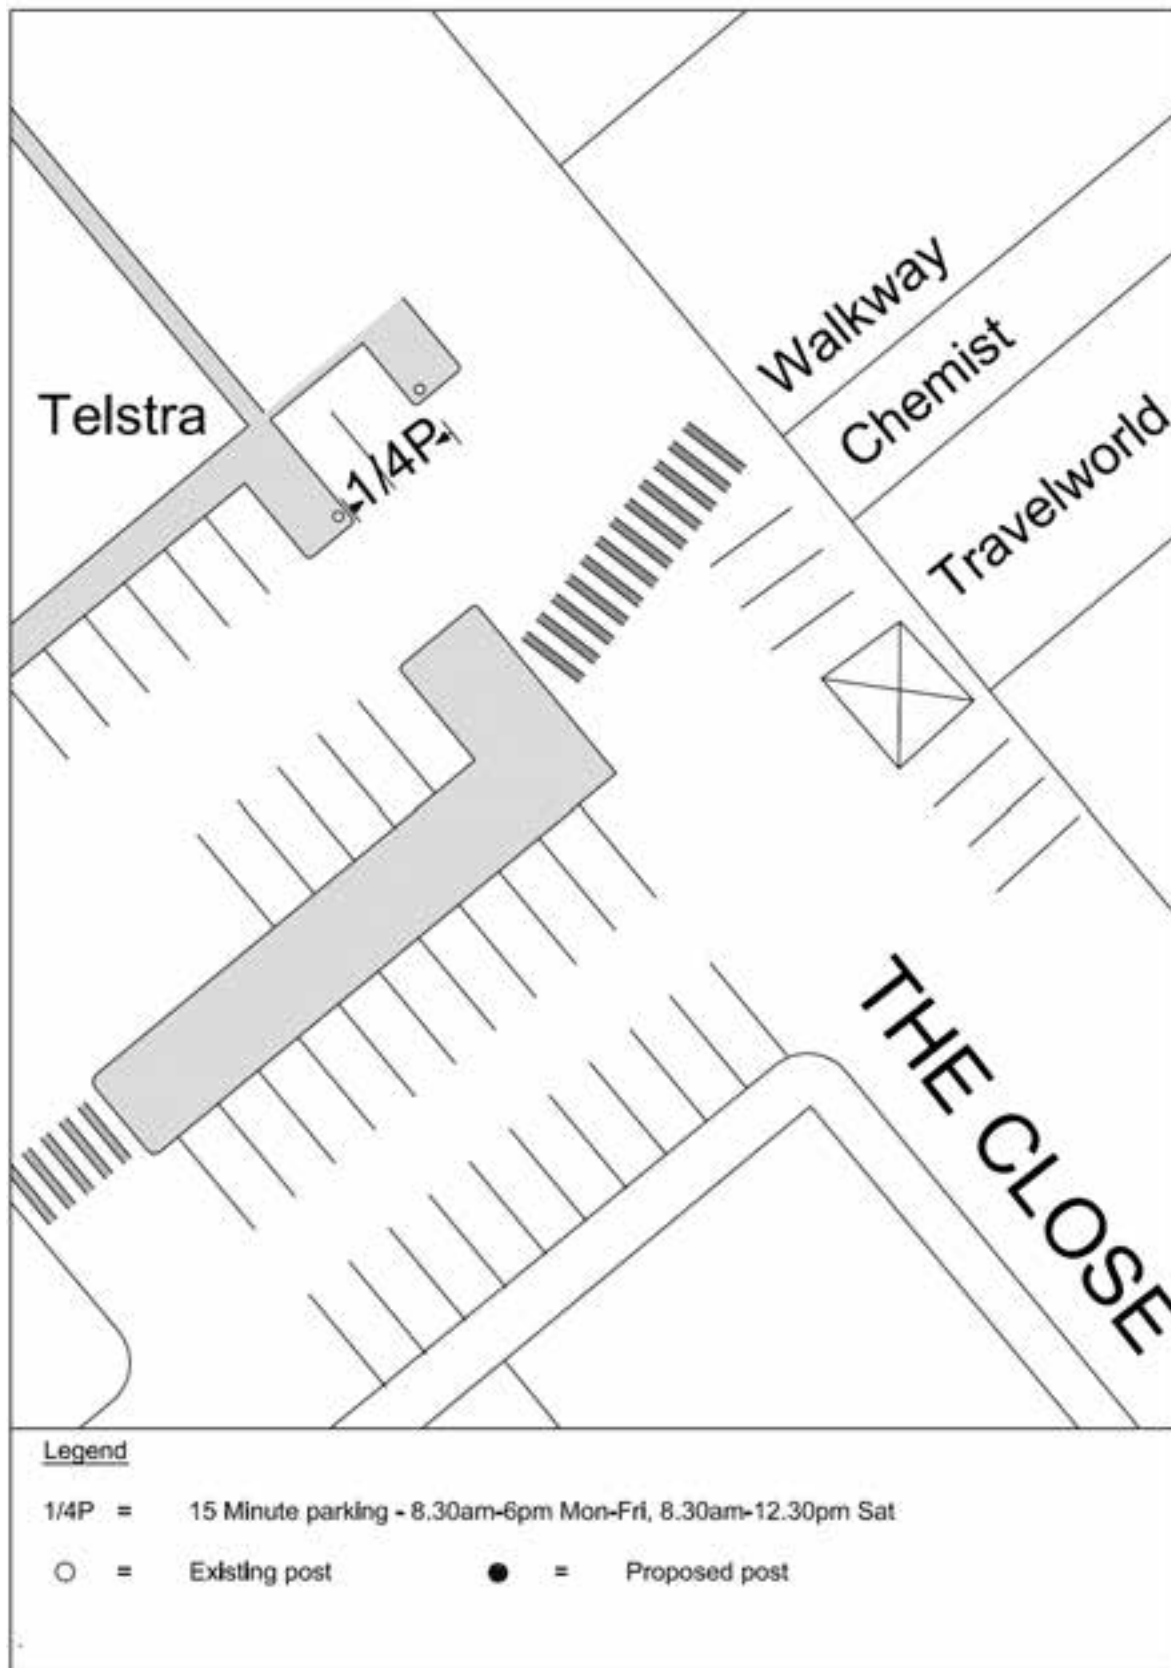 Walkway
Chemist
Telstra
1/4P
Travelworld
THE CLOSE
Legend
1/4P = 15 Minute parking - 8.30am-6pm Mon-Fri, 8.30am-12.30pm Sat
= Existing post = Proposed post